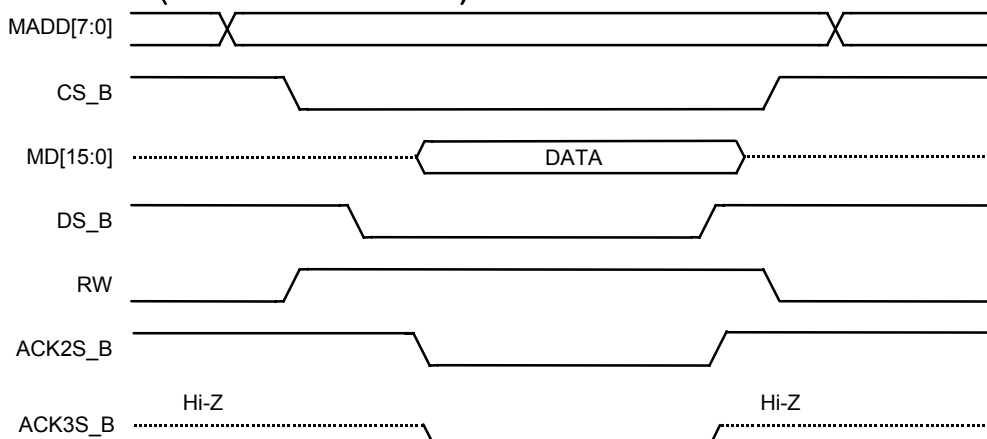 MADD[7:0]
CS_B
MD[15:0] DATA
DS_B
RW
ACK2S_B
Hi-Z Hi-Z
ACK3S_B